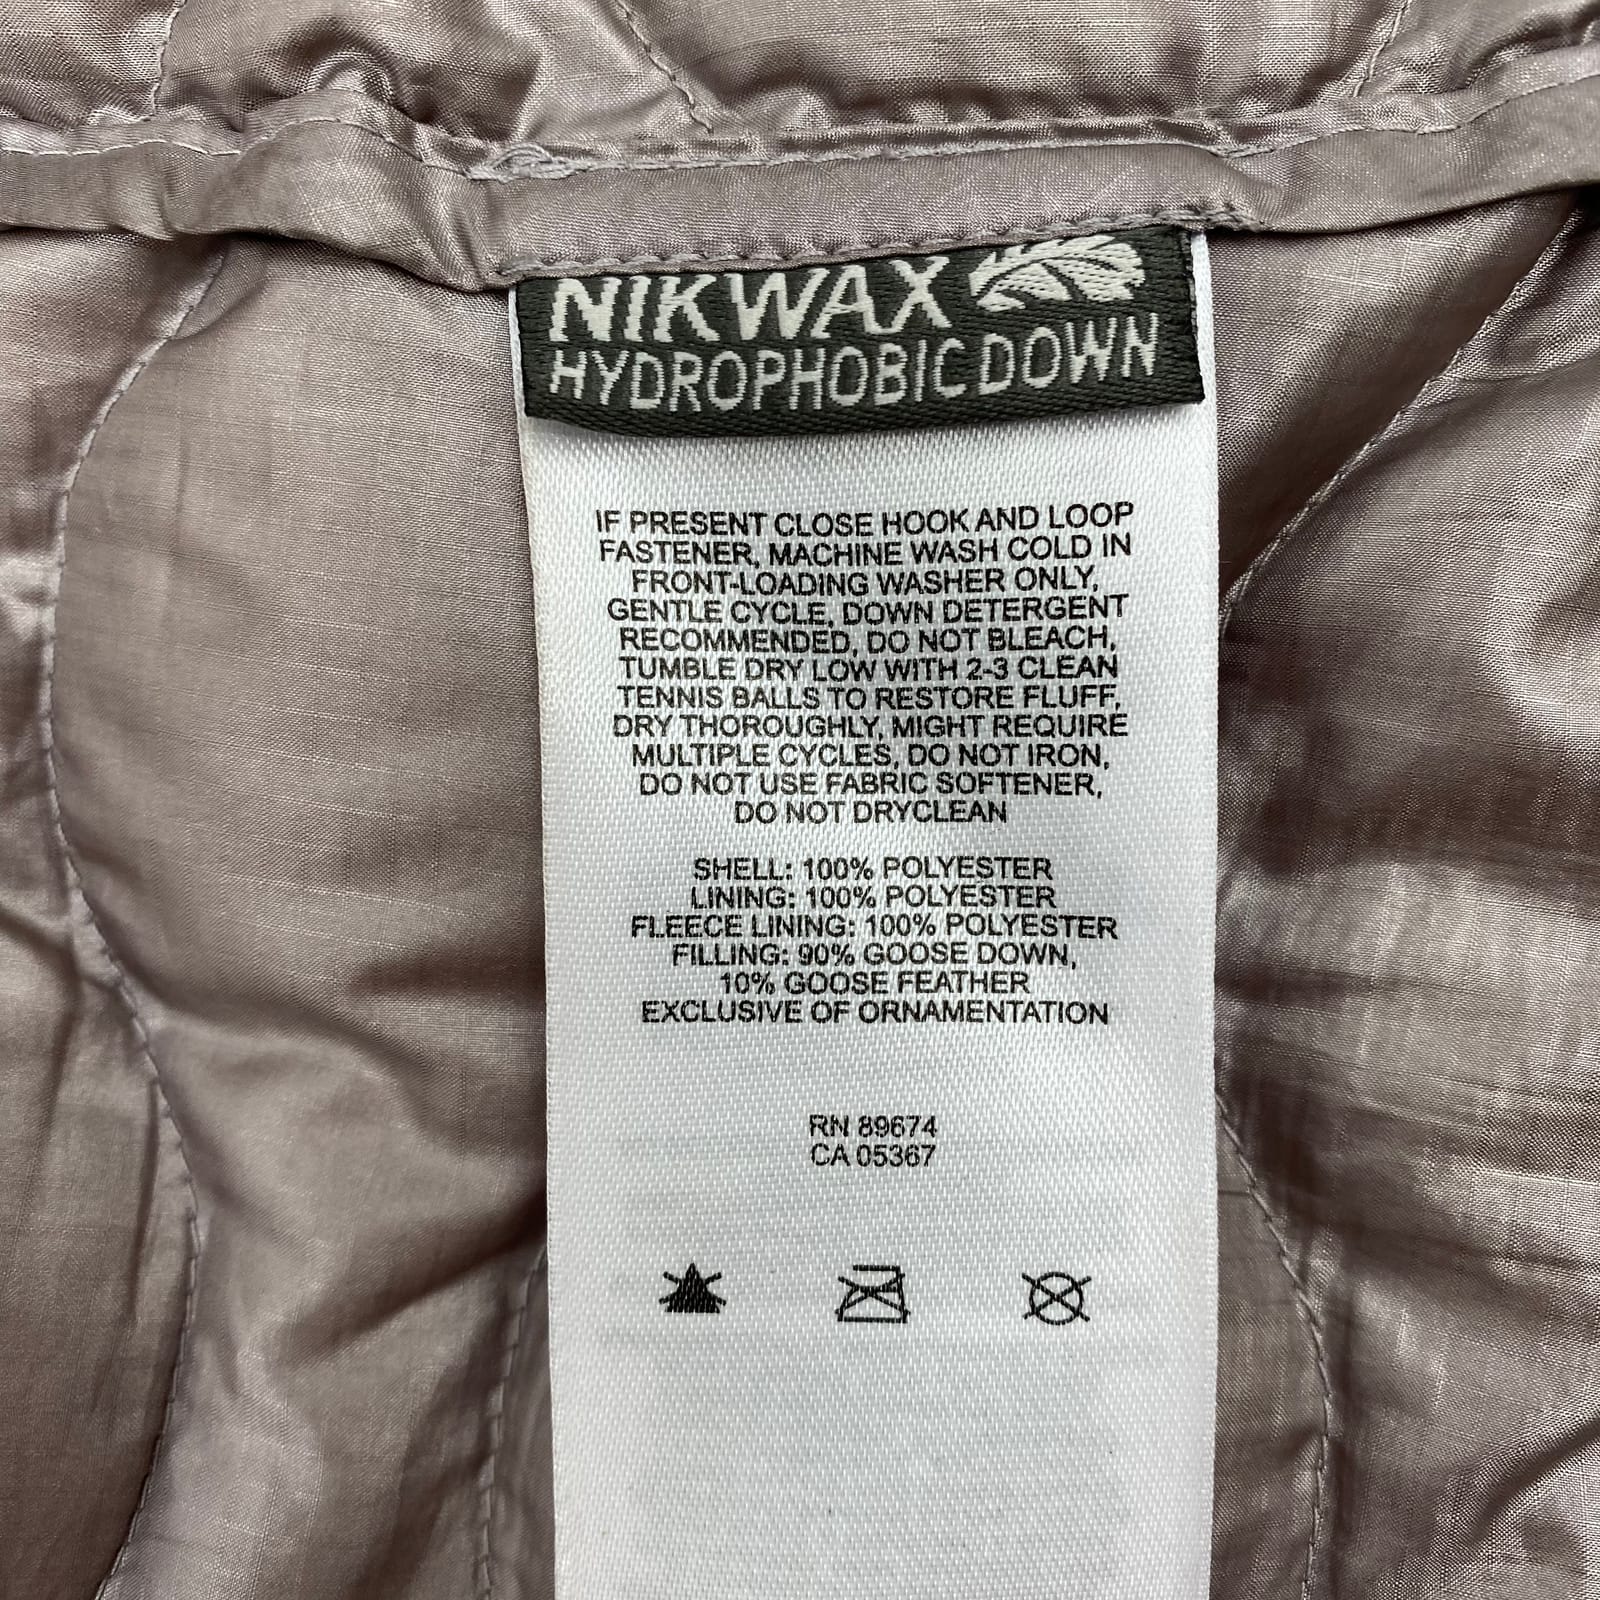 NIKWAX
HYDROPHOBIC DOWN
IF PRESENT CLOSE HOOK AND LOOP
FASTENER, MACHINE WASH COLD IN
FRONT-LOADING WASHER ONLY,
GENTLE CYCLE, DOWN DETERGENT
RECOMMENDED, DO NOT BLEACH,
TUMBLE DRY LOW WITH 2-3 CLEAN
TENNIS BALLS TO RESTORE FLUFF,
DRY THOROUGHLY, MIGHT REQUIRE
MULTIPLE CYCLES, DO NOT IRON,
DO NOT USE FABRIC SOFTENER,
DO NOT DRYCLEAN
SHELL: 100% POLYESTER
LINING: 100% POLYESTER
FLEECE LINING: 100% POLYESTER
FILLING: 90% GOOSE DOWN,
10% GOOSE FEATHER
EXCLUSIVE OF ORNAMENTATION
RN 89674
CA 05367